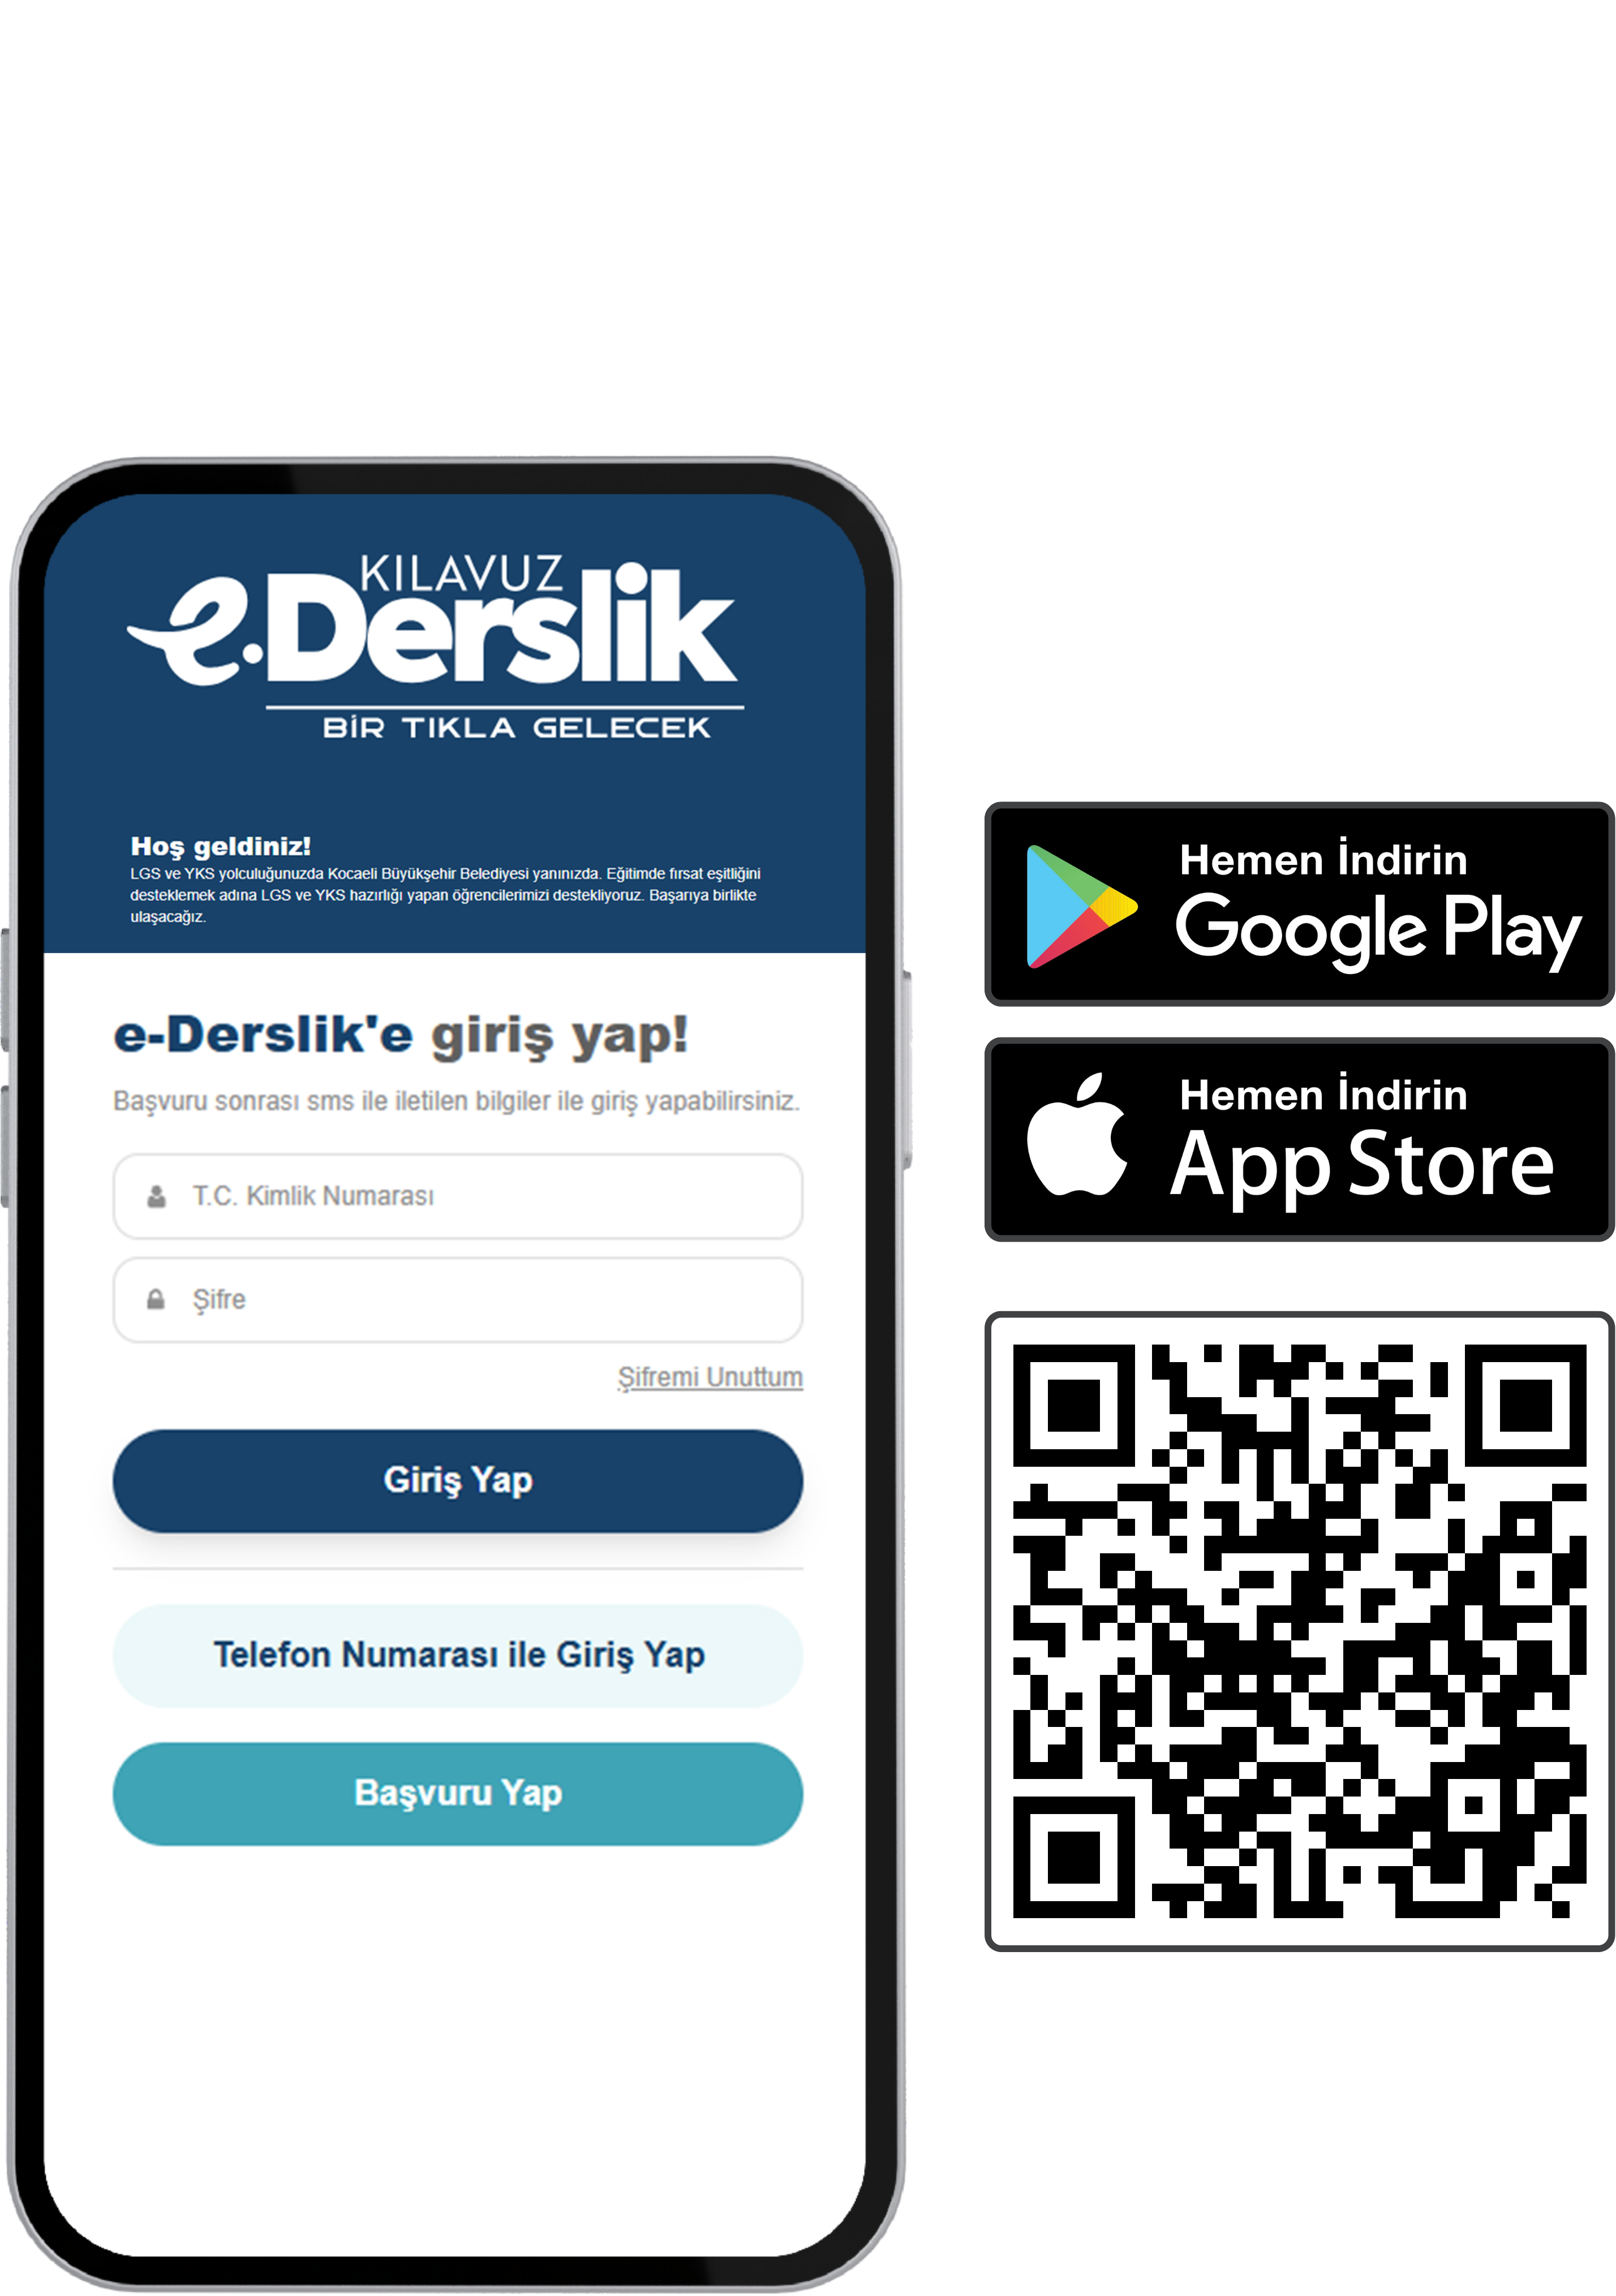 KILAVUZ
e.Derslik
BİR TIKLA GELECEK
Hoş geldiniz!
LGS ve YKS yolculuğunuzda Kocaeli Büyükşehir Belediyesi yanınızda. Eğitimde fırsat eşitliğini
desteklemek adına LGS ve YKS hazırlığı yapan öğrencilerimizi destekliyoruz. Başarıya birlikte
ulaşacağız.
e-Derslik'e giriş yap!
Başvuru sonrası sms ile iletilen bilgiler ile giriş yapabilirsiniz.
T.C. Kimlik Numarası
Şifre
Şifremi Unuttum
Giriş Yap
Telefon Numarası ile Giriş Yap
Başvuru Yap
Hemen İndirin
Google Play
Hemen İndirin
App Store